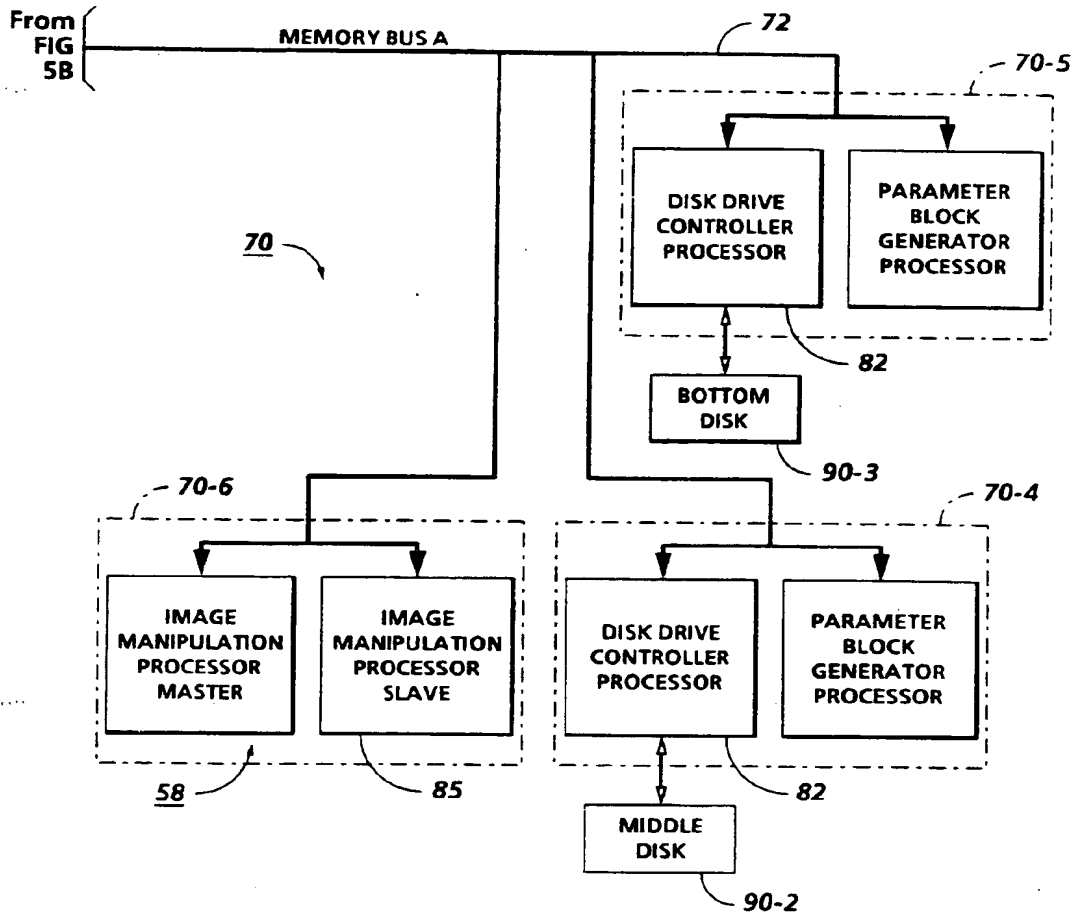 From
FIG
5B
MEMORY BUS A
72
70-5
DISK DRIVE
CONTROLLER
PROCESSOR
PARAMETER
BLOCK
GENERATOR
PROCESSOR
70
82
BOTTOM
DISK
90-3
70-6
70-4
IMAGE
MANIPULATION
PROCESSOR
MASTER
IMAGE
MANIPULATION
PROCESSOR
SLAVE
DISK DRIVE
CONTROLLER
PROCESSOR
PARAMETER
BLOCK
GENERATOR
PROCESSOR
58
85
82
MIDDLE
DISK
90-2